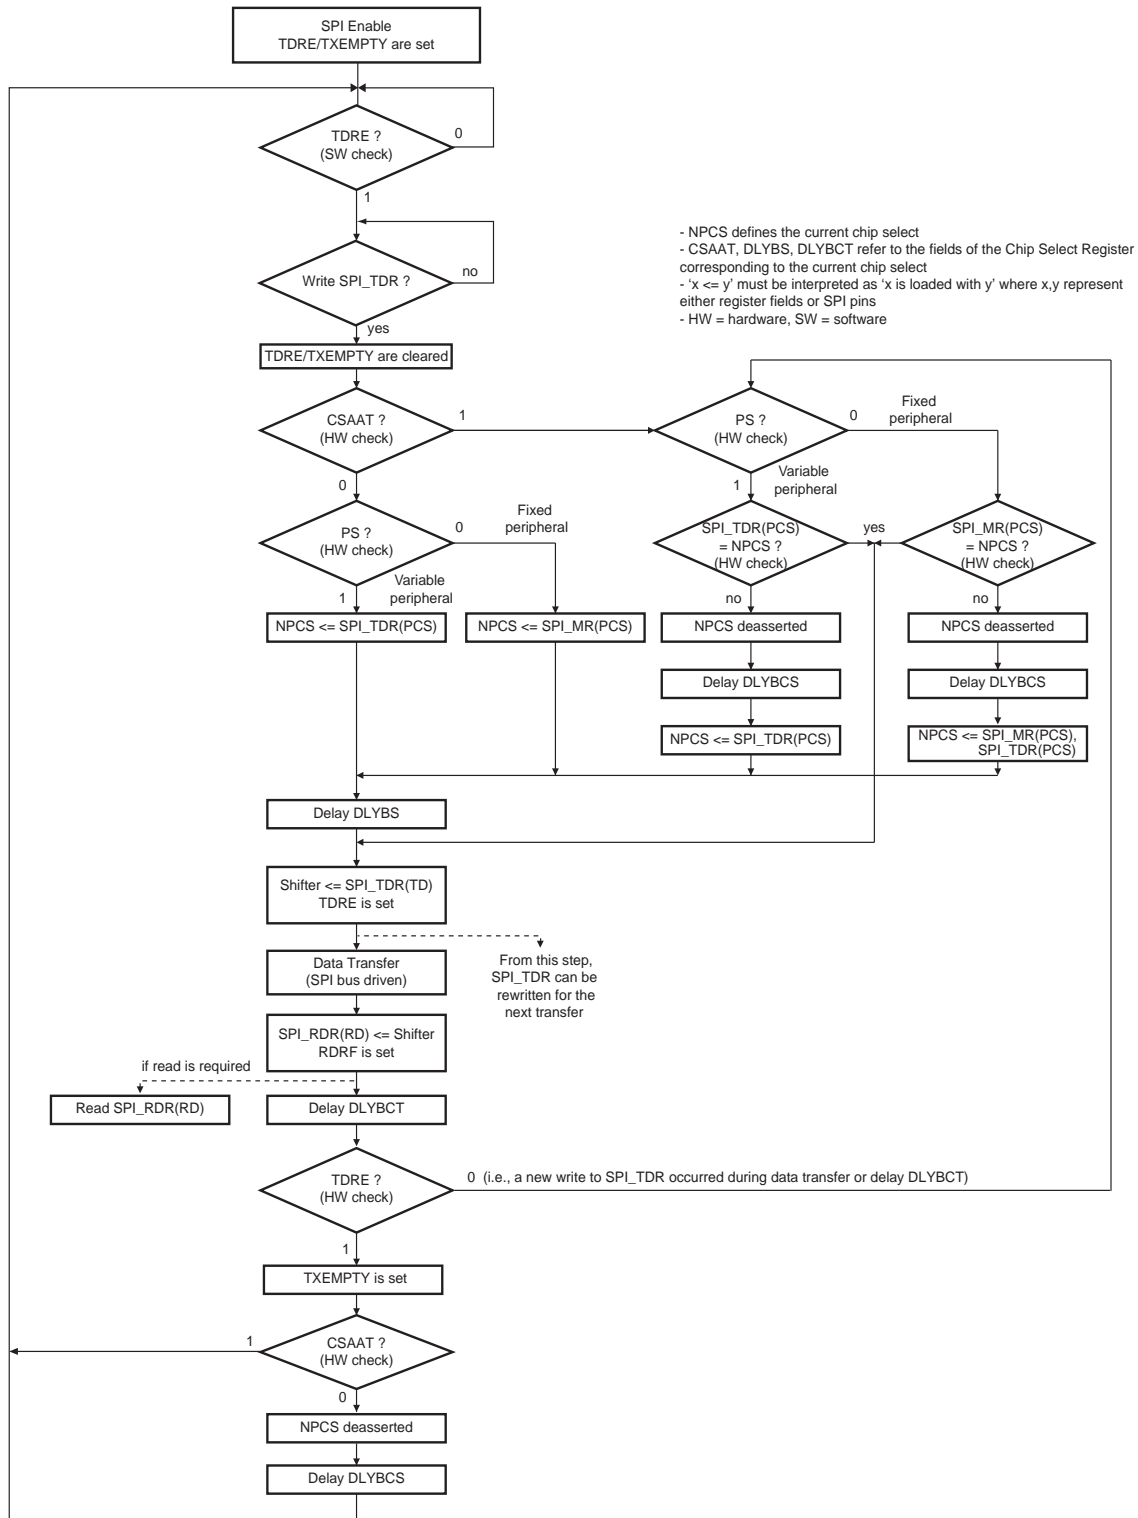 SPI Enable
TDRE/TXEMPTY are set
TDRE ?
(SW check)
0
1
Write SPI_TDR ?
no
yes
- NPCS defines the current chip select
- CSAAT, DLYBS, DLYBCT refer to the fields of the Chip Select Register
corresponding to the current chip select
- ‘x <= y’ must be interpreted as ‘x is loaded with y’ where x,y represent
either register fields or SPI pins
- HW = hardware, SW = software
TDRE/TXEMPTY are cleared
CSAAT ?
(HW check)
1
0
PS ?
(HW check)
0
Fixed
peripheral
1
Variable
peripheral
PS ?
(HW check)
0
Fixed
peripheral
1
Variable
peripheral
SPI_TDR(PCS)
= NPCS ?
(HW check)
yes
no
SPI_MR(PCS)
= NPCS ?
(HW check)
no
NPCS <= SPI_TDR(PCS)
NPCS <= SPI_MR(PCS)
NPCS deasserted
NPCS deasserted
Delay DLYBCS
Delay DLYBCS
NPCS <= SPI_TDR(PCS)
NPCS <= SPI_MR(PCS),
SPI_TDR(PCS)
Delay DLYBS
Shifter <= SPI_TDR(TD)
TDRE is set
Data Transfer
(SPI bus driven)
From this step,
SPI_TDR can be
rewritten for the
next transfer
SPI_RDR(RD) <= Shifter
RDRF is set
if read is required
Read SPI_RDR(RD)
Delay DLYBCT
TDRE ?
(HW check)
0 (i.e., a new write to SPI_TDR occurred during data transfer or delay DLYBCT)
1
TXEMPTY is set
CSAAT ?
(HW check)
1
0
NPCS deasserted
Delay DLYBCS